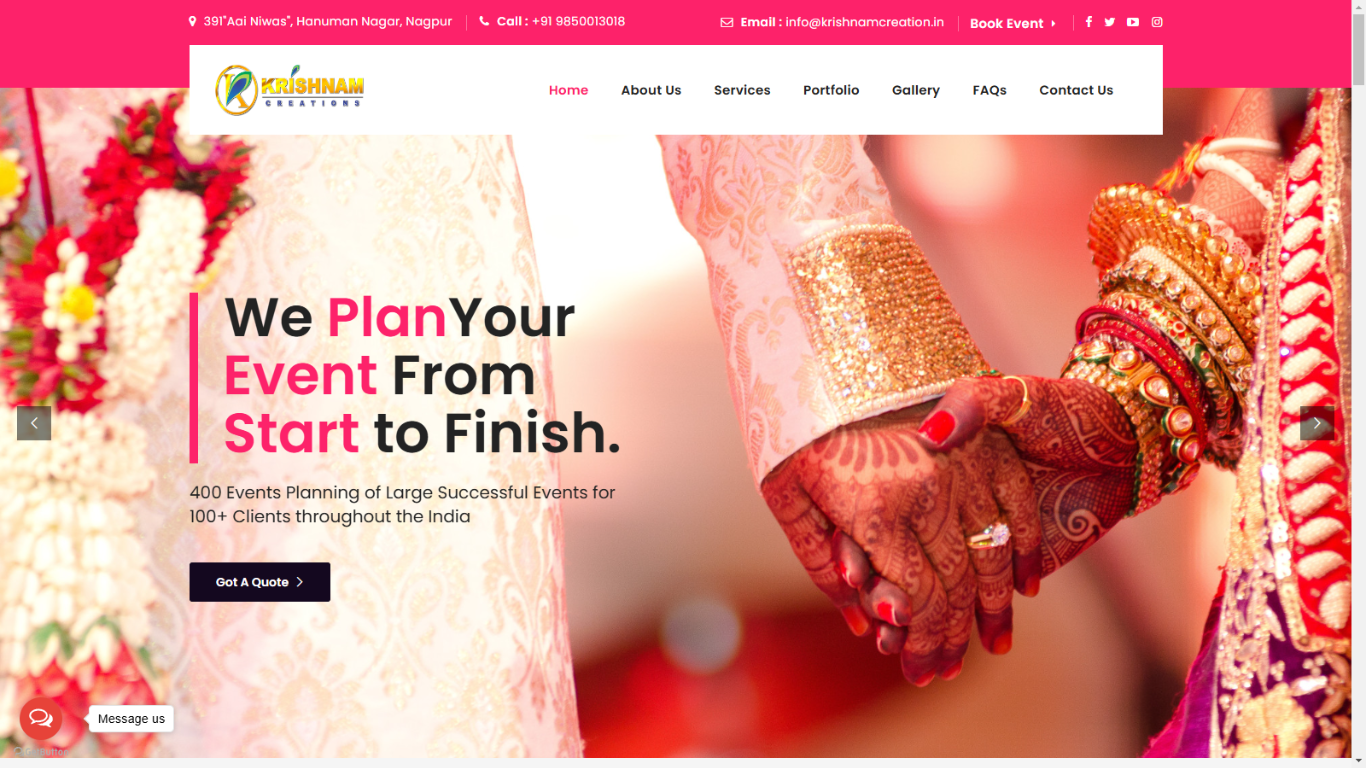 391"Aai Niwas", Hanuman Nagar, Nagpur
Call : +91 9850013018
Email : info@krishnamcreation.in
Book Event
KRISHNAM
CREATIONS
Home About Us Services Portfolio Gallery FAQs Contact Us
We PlanYour
Event From
Start to Finish.
400 Events Planning of Large Successful Events for
100+ Clients throughout the India
Got A Quote
Message us